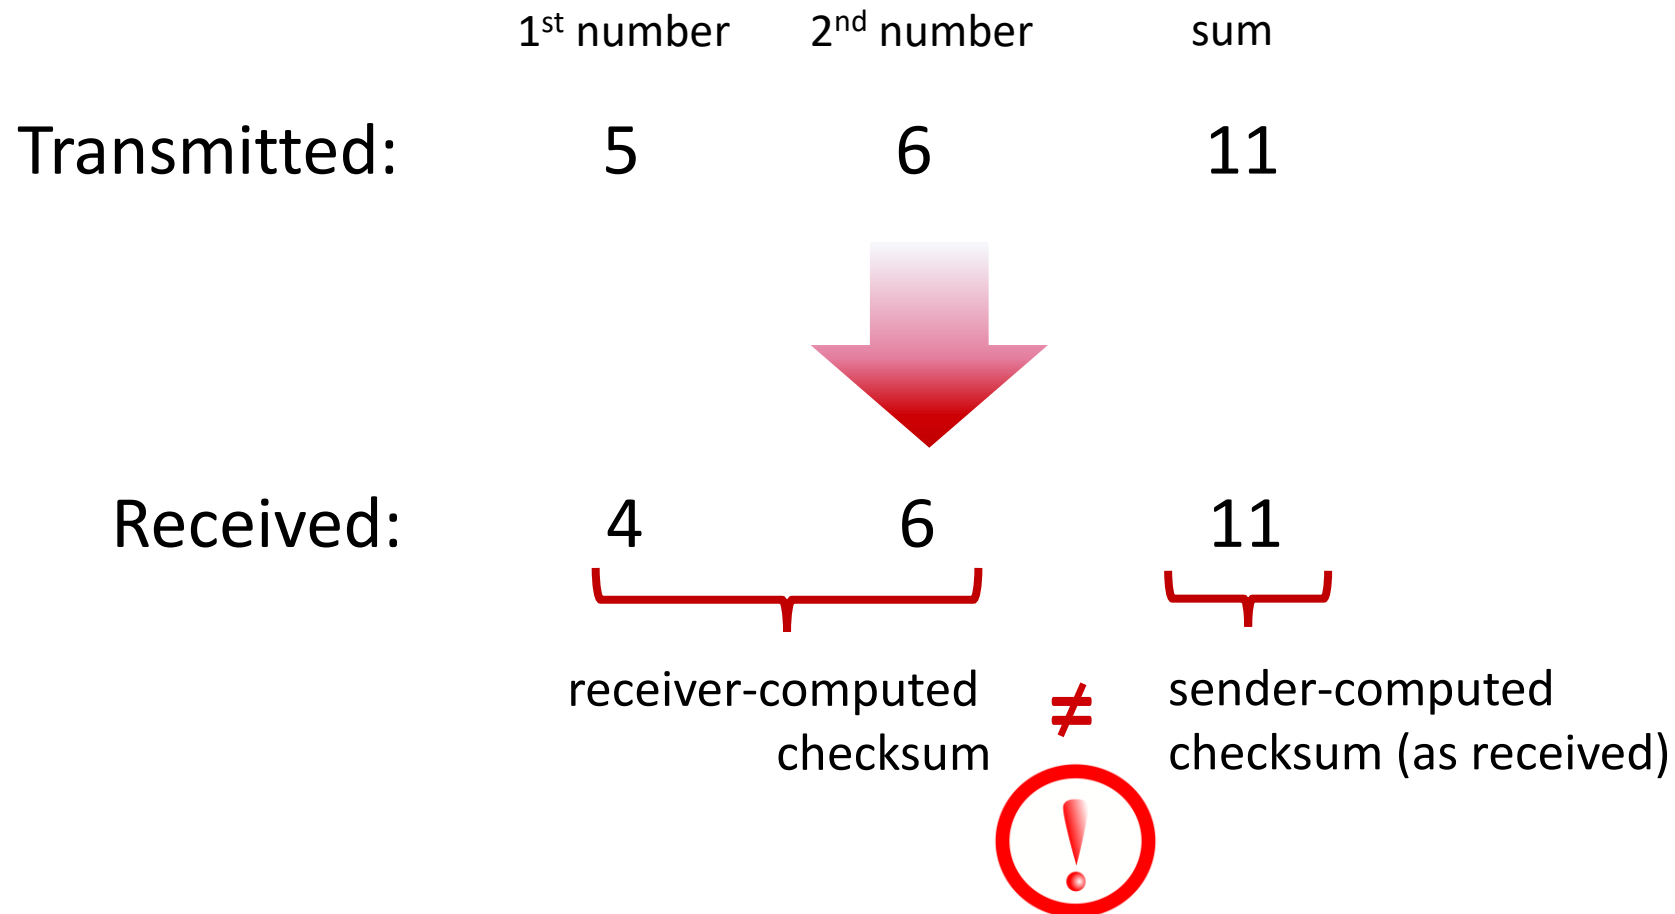 1st number 2nd number sum
Transmitted: 5 6 11
Received: 4 6 11
receiver-computed ≠ sender-computed
checksum checksum (as received)
!